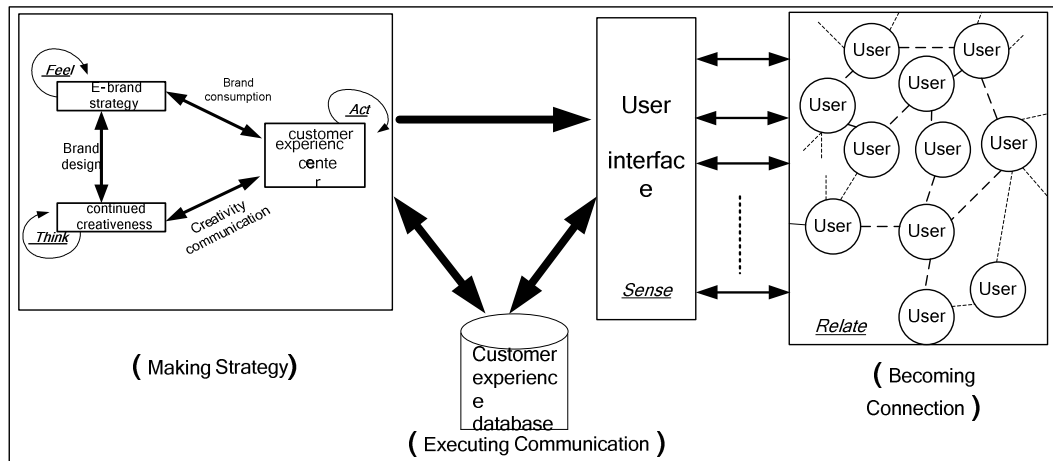 Feel
E-brand
strategy
Brand
consumption
Act
customer
experienc
e
cente
r
Brand
design
continued
creativeness
Think
Creativity
communication
( Making Strategy)
User
interfac
e
Sense
Customer
experienc
e
database
( Executing Communication )
User
User
User
User
User
User
User
User
User
User
User
Relate
( Becoming
Connection )